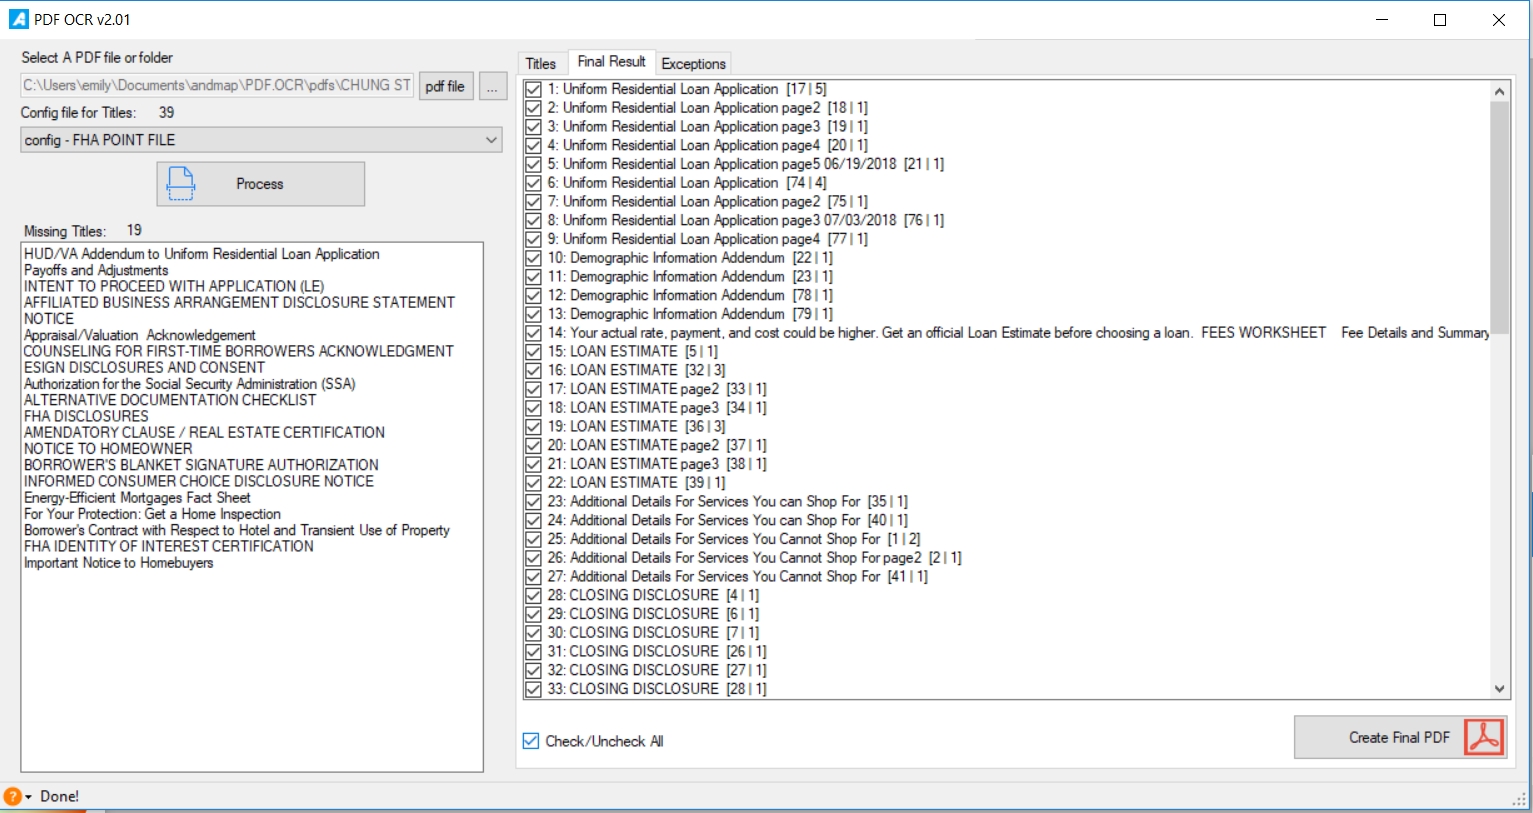 PDF OCR v2.01
Select A PDF file or folder
C:\Users\emily\Documents\andmap\PDF.OCR\pdfs\CHUNG ST
pdf file
...
Config file for Titles: 39
config - FHA POINT FILE
Process
Missing Titles: 19
HUD/VA Addendum to Uniform Residential Loan Application
Payoffs and Adjustments
INTENT TO PROCEED WITH APPLICATION (LE)
AFFILIATED BUSINESS ARRANGEMENT DISCLOSURE STATEMENT
NOTICE
Appraisal/Valuation Acknowledgement
COUNSELING FOR FIRST-TIME BORROWERS ACKNOWLEDGMENT
ESIGN DISCLOSURES AND CONSENT
Authorization for the Social Security Administration (SSA)
ALTERNATIVE DOCUMENTATION CHECKLIST
FHA DISCLOSURES
AMENDATORY CLAUSE / REAL ESTATE CERTIFICATION
NOTICE TO HOMEOWNER
BORROWER'S BLANKET SIGNATURE AUTHORIZATION
INFORMED CONSUMER CHOICE DISCLOSURE NOTICE
Energy-Efficient Mortgages Fact Sheet
For Your Protection: Get a Home Inspection
Borrower's Contract with Respect to Hotel and Transient Use of Property
FHA IDENTITY OF INTEREST CERTIFICATION
Important Notice to Homebuyers
Titles
Final Result
Exceptions
1: Uniform Residential Loan Application [17 | 5]
2: Uniform Residential Loan Application page2 [18 | 1]
3: Uniform Residential Loan Application page3 [19 | 1]
4: Uniform Residential Loan Application page4 [20 | 1]
5: Uniform Residential Loan Application page5 06/19/2018 [21 | 1]
6: Uniform Residential Loan Application [74 | 4]
7: Uniform Residential Loan Application page2 [75 | 1]
8: Uniform Residential Loan Application page3 07/03/2018 [76 | 1]
9: Uniform Residential Loan Application page4 [77 | 1]
10: Demographic Information Addendum [22 | 1]
11: Demographic Information Addendum [23 | 1]
12: Demographic Information Addendum [78 | 1]
13: Demographic Information Addendum [79 | 1]
14: Your actual rate, payment, and cost could be higher. Get an official Loan Estimate before choosing a loan. FEES WORKSHEET Fee Details and Summary
15: LOAN ESTIMATE [5 | 1]
16: LOAN ESTIMATE [32 | 3]
17: LOAN ESTIMATE page2 [33 | 1]
18: LOAN ESTIMATE page3 [34 | 1]
19: LOAN ESTIMATE [36 | 3]
20: LOAN ESTIMATE page2 [37 | 1]
21: LOAN ESTIMATE page3 [38 | 1]
22: LOAN ESTIMATE [39 | 1]
23: Additional Details For Services You can Shop For [35 | 1]
24: Additional Details For Services You can Shop For [40 | 1]
25: Additional Details For Services You Cannot Shop For [1 | 2]
26: Additional Details For Services You Cannot Shop For page2 [2 | 1]
27: Additional Details For Services You Cannot Shop For [41 | 1]
28: CLOSING DISCLOSURE [4 | 1]
29: CLOSING DISCLOSURE [6 | 1]
30: CLOSING DISCLOSURE [7 | 1]
31: CLOSING DISCLOSURE [26 | 1]
32: CLOSING DISCLOSURE [27 | 1]
33: CLOSING DISCLOSURE [28 | 1]
Check/Uncheck All
Create Final PDF
Done!